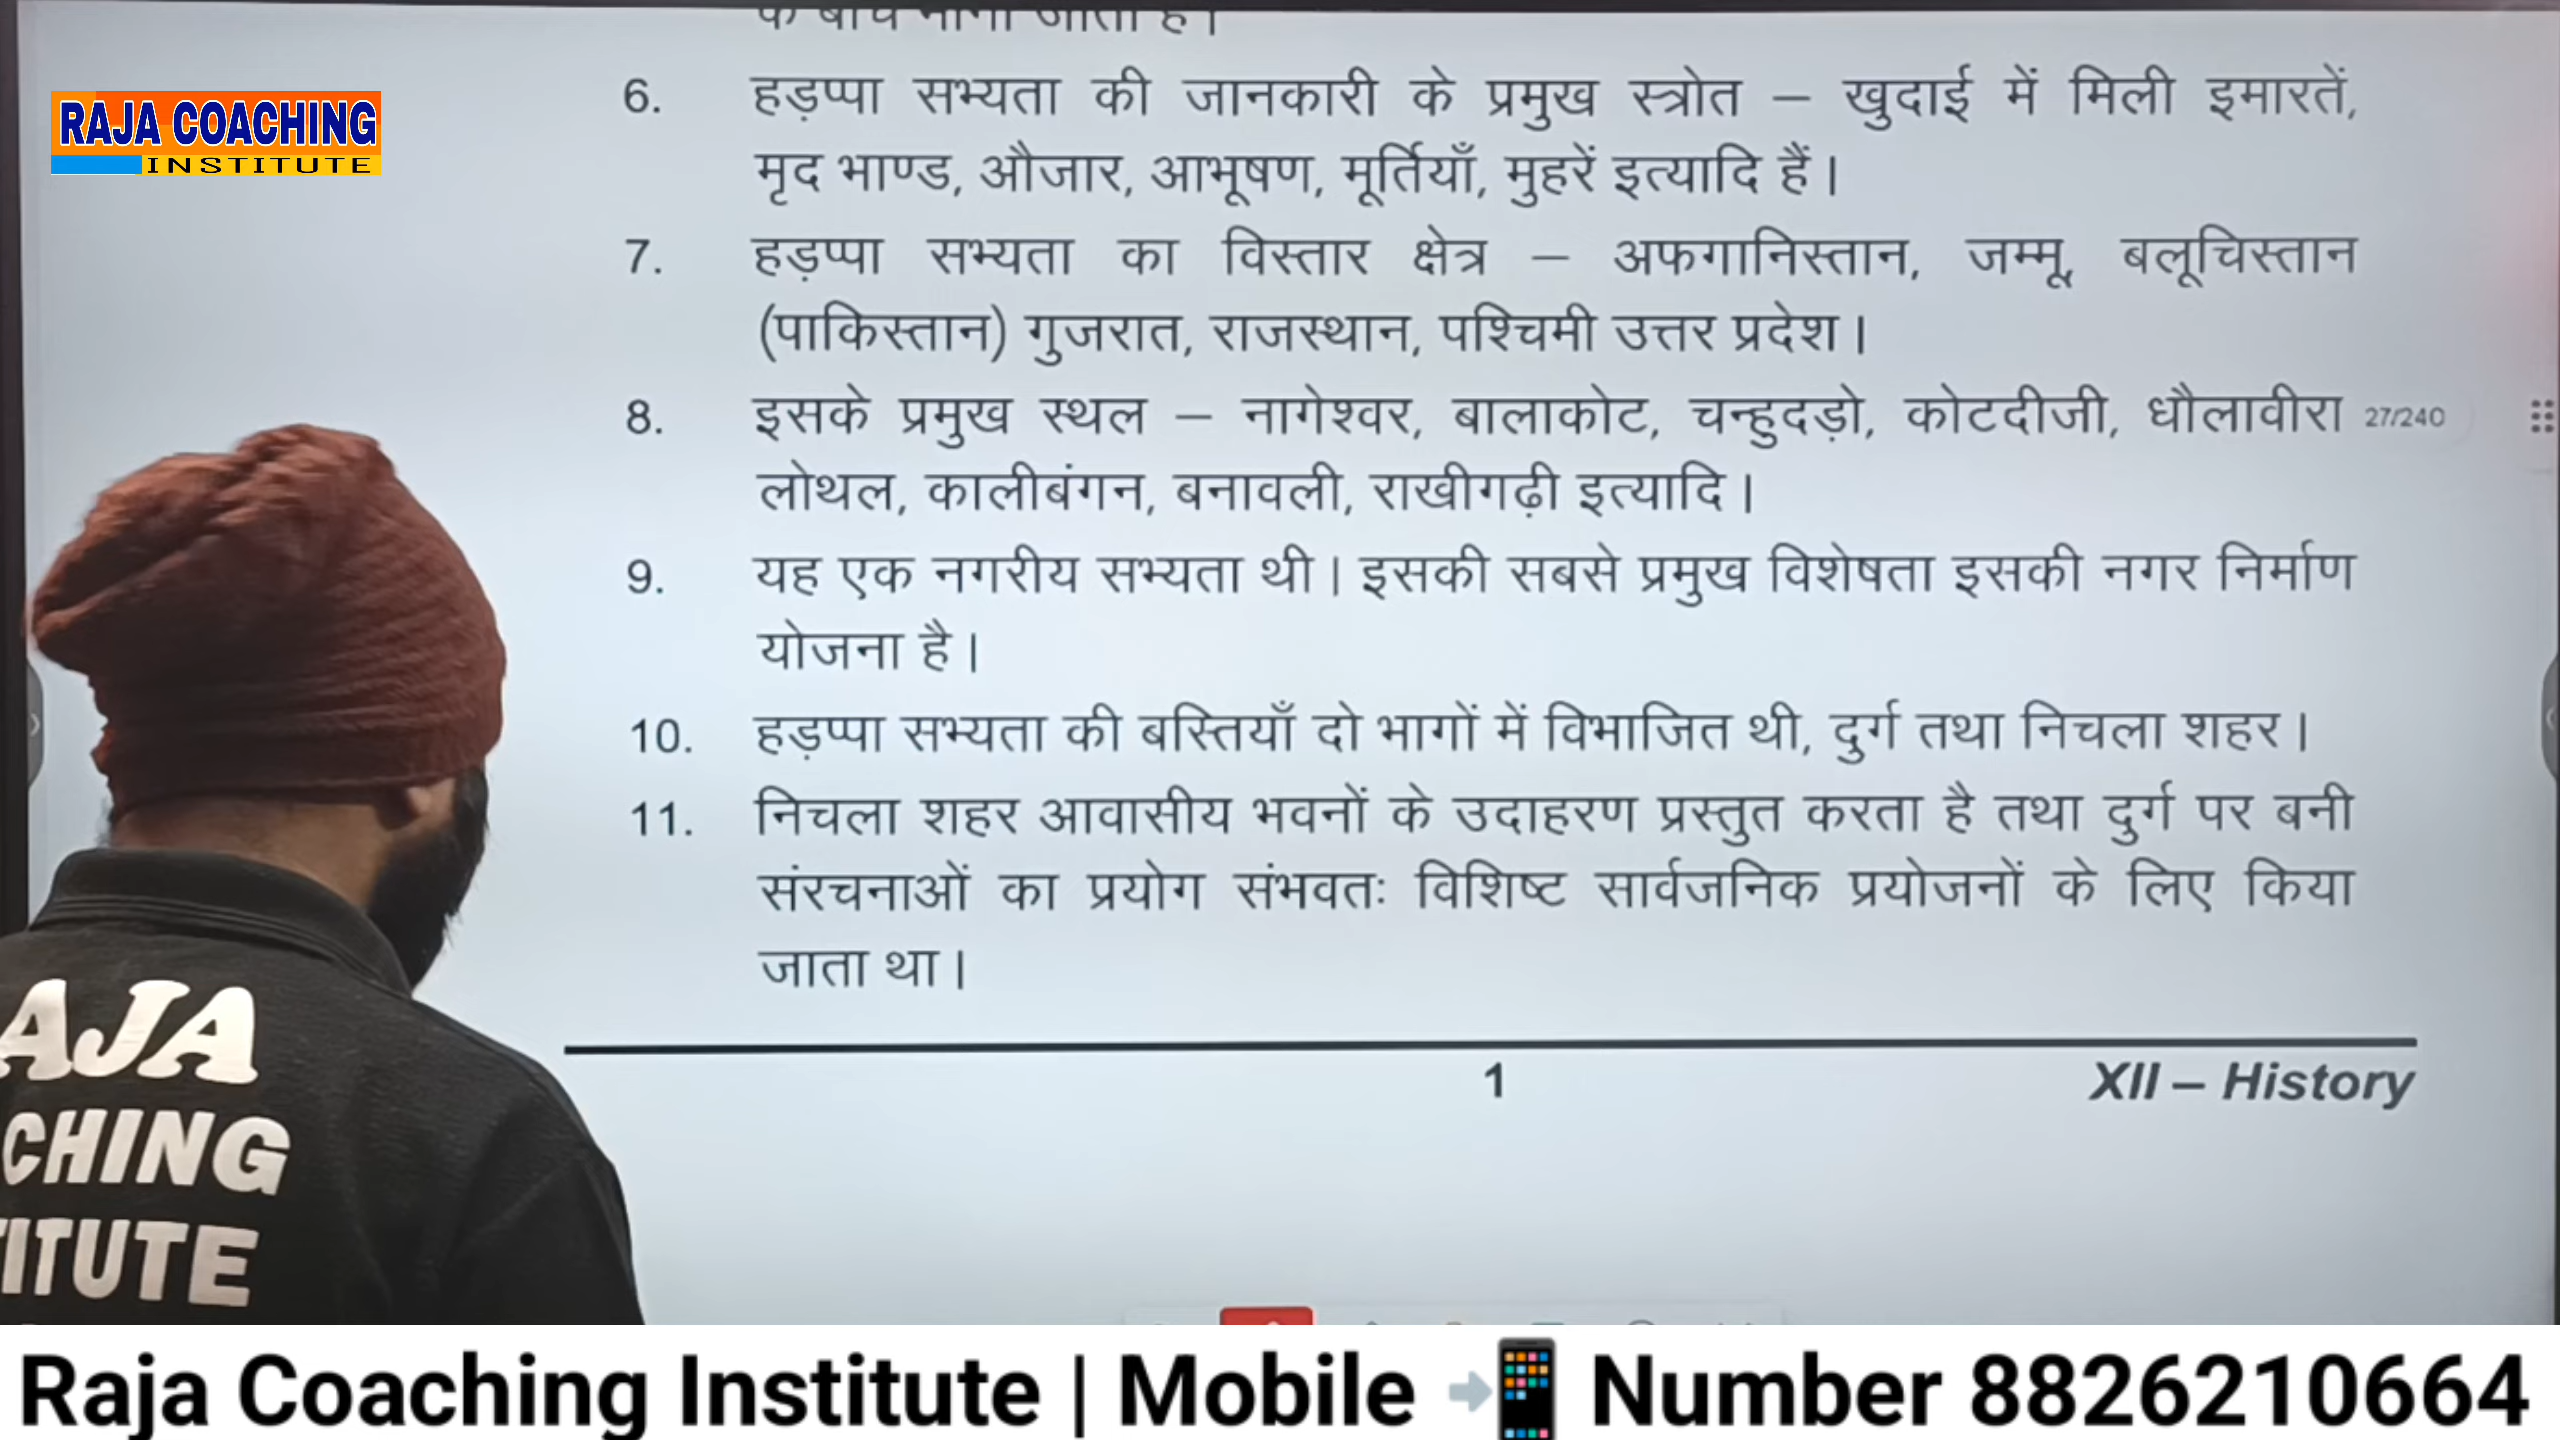 RAJA COACHING
INSTITUTE
6. हड़प्पा सभ्यता की जानकारी के प्रमुख स्त्रोत – खुदाई में मिली इमारतें,
मृद भाण्ड, औजार, आभूषण, मूर्तियाँ, मुहरें इत्यादि हैं।
7. हड़प्पा सभ्यता का विस्तार क्षेत्र – अफगानिस्तान, जम्मू, बलूचिस्तान
(पाकिस्तान) गुजरात, राजस्थान, पश्चिमी उत्तर प्रदेश।
8. इसके प्रमुख स्थल – नागेश्वर, बालाकोट, चन्हुदड़ो, कोटदीजी, धौलावीरा
27/240
लोथल, कालीबंगन, बनावली, राखीगढ़ी इत्यादि।
9. यह एक नगरीय सभ्यता थी। इसकी सबसे प्रमुख विशेषता इसकी नगर निर्माण
योजना है।
10. हड़प्पा सभ्यता की बस्तियाँ दो भागों में विभाजित थी, दुर्ग तथा निचला शहर।
11. निचला शहर आवासीय भवनों के उदाहरण प्रस्तुत करता है तथा दुर्ग पर बनी
संरचनाओं का प्रयोग संभवतः विशिष्ट सार्वजनिक प्रयोजनों के लिए किया
जाता था।
1
XII – History
AJA
CHING
ITUTE
Raja Coaching Institute | Mobile Number 8826210664